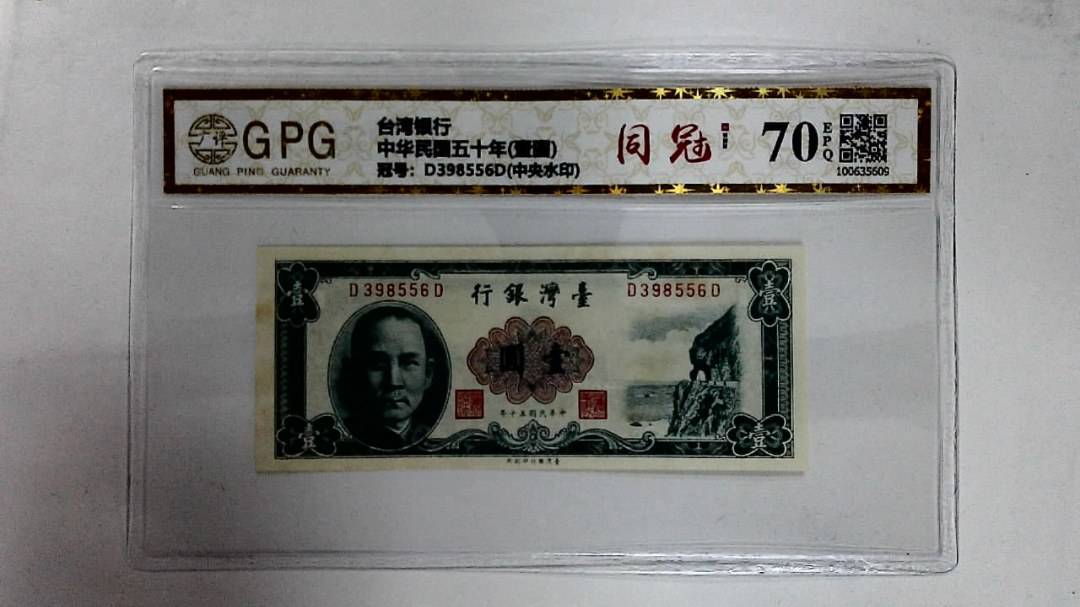 GPG
GUANG PING GUARANTY
台湾银行
中华民国五十年(壹圆)
冠号：D398556D(中央水印)
同冠
70
EPQ
100635609
D398556D
行銀灣臺
D398556D
壹
壹
圓壹
年十五國民華中
壹
壹